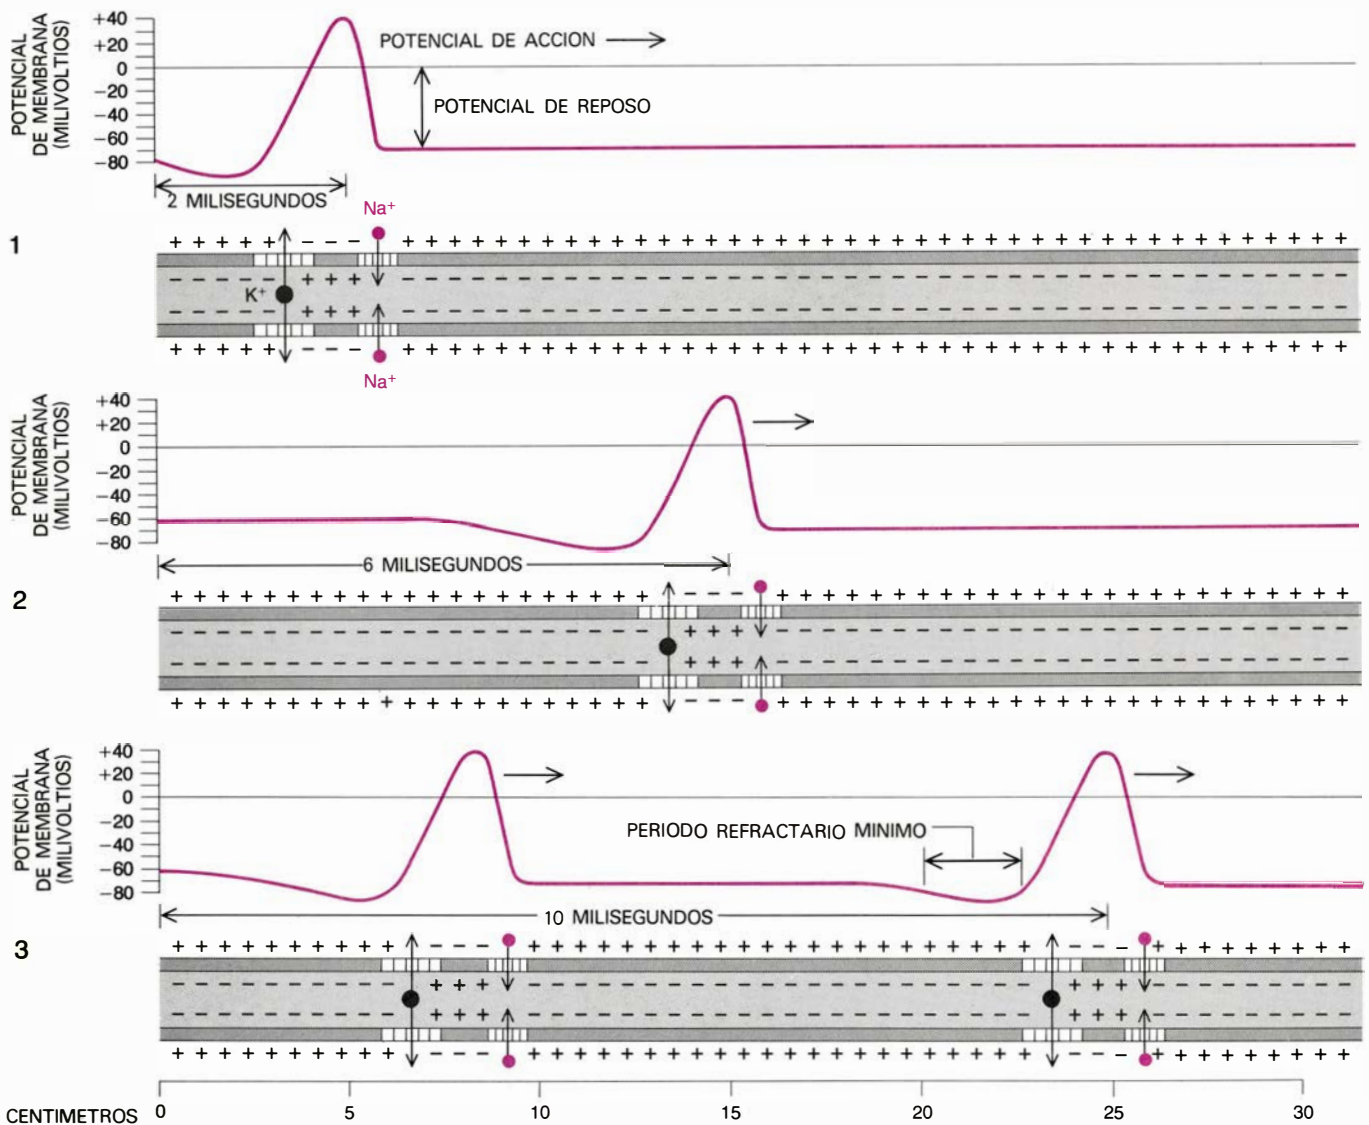 POTENCIAL
DE MEMBRANA
(MILIVOLTIOS)
+40
+20
0
−20
−40
−60
−80
POTENCIAL DE ACCION
POTENCIAL DE REPOSO
2 MILISEGUNDOS
Na⁺
1
K⁺
Na⁺
POTENCIAL
DE MEMBRANA
(MILIVOLTIOS)
+40
+20
0
−20
−40
−60
−80
6 MILISEGUNDOS
2
POTENCIAL
DE MEMBRANA
(MILIVOLTIOS)
+40
+20
0
−20
−40
−60
−80
PERIODO REFRACTARIO MINIMO
10 MILISEGUNDOS
3
CENTIMETROS 0 5 10 15 20 25 30